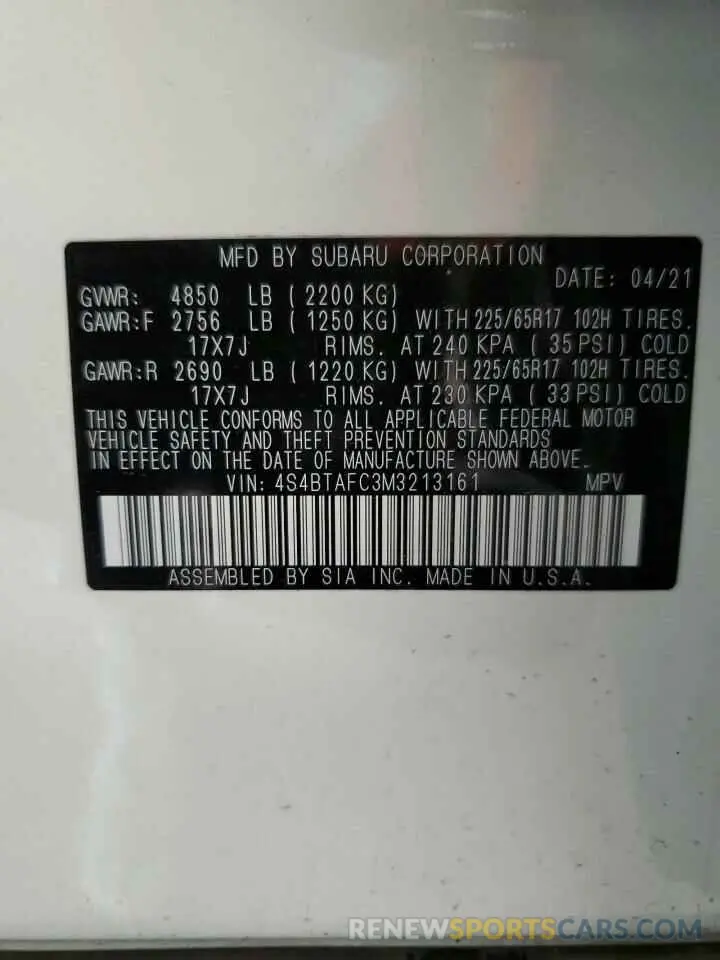 MFD BY SUBARU CORPORATION
DATE: 04/21
GVWR: 4850 LB ( 2200 KG)
GAWR:F 2756 LB ( 1250 KG) WITH 225/65R17 102H TIRES.
17X7J RIMS. AT 240 KPA ( 35 PSI) COLD
GAWR:R 2690 LB ( 1220 KG) WITH 225/65R17 102H TIRES.
17X7J RIMS. AT 230 KPA ( 33 PSI) COLD
THIS VEHICLE CONFORMS TO ALL APPLICABLE FEDERAL MOTOR
VEHICLE SAFETY AND THEFT PREVENTION STANDARDS
IN EFFECT ON THE DATE OF MANUFACTURE SHOWN ABOVE.
VIN: 4S4BTAFC3M3213161 MPV
ASSEMBLED BY SIA INC. MADE IN U.S.A.
RENEWSPORTSCARS.COM